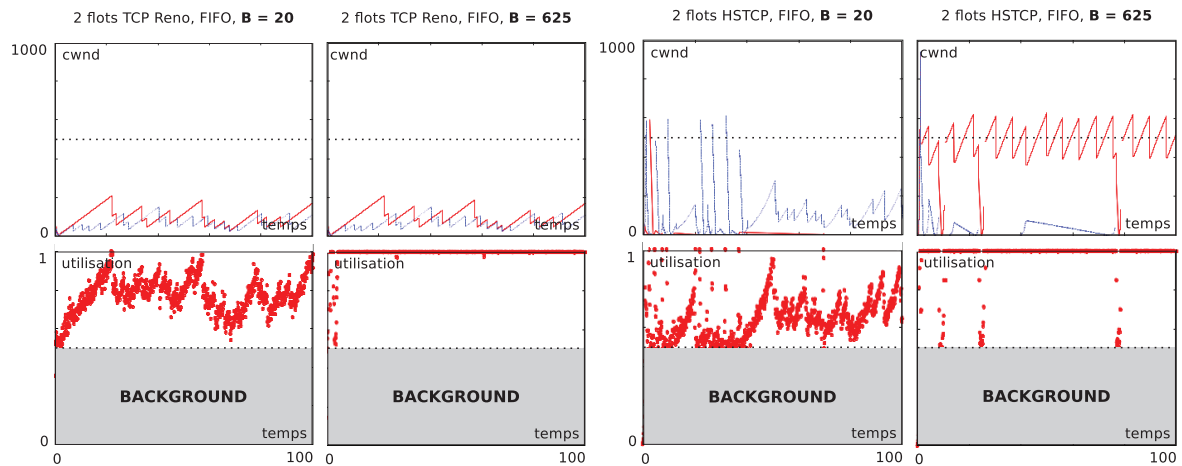 2 flots TCP Reno, FIFO, B = 20
2 flots TCP Reno, FIFO, B = 625
2 flots HSTCP, FIFO, B = 20
2 flots HSTCP, FIFO, B = 625
1000
cwnd
temps
0
cwnd
temps
1000
cwnd
temps
0
cwnd
temps
1
utilisation
BACKGROUND
temps
0
0
100
utilisation
BACKGROUND
temps
0
100
1
utilisation
BACKGROUND
temps
0
0
100
utilisation
BACKGROUND
temps
0
100